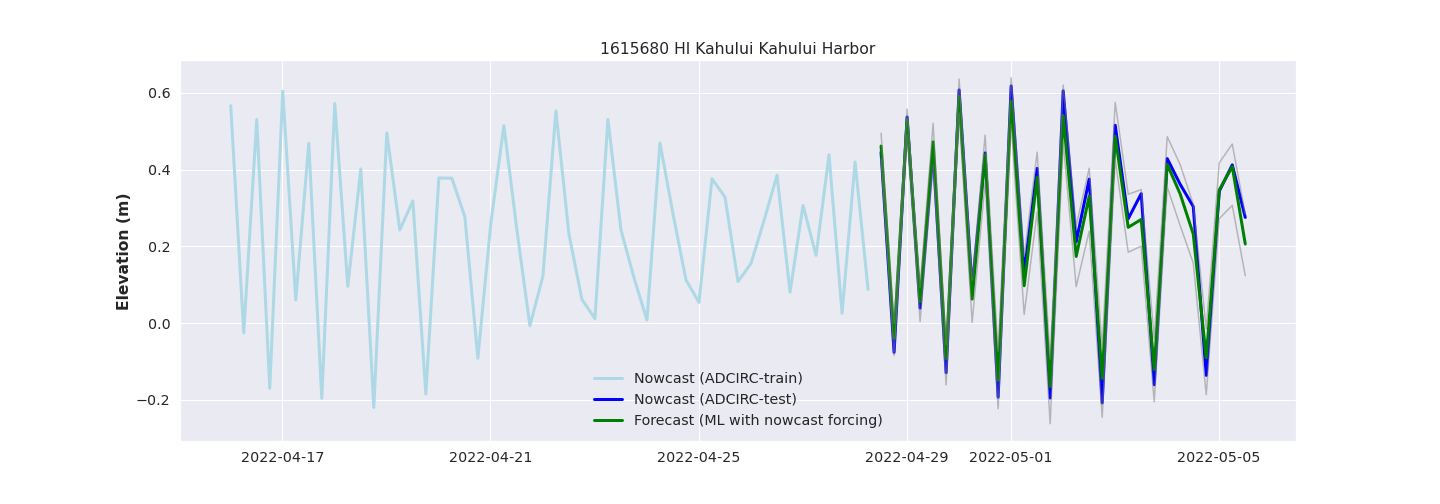 1615680 HI Kahului Kahului Harbor
Elevation (m)
0.6
0.4
0.2
0.0
−0.2
Nowcast (ADCIRC-train)
Nowcast (ADCIRC-test)
Forecast (ML with nowcast forcing)
2022-04-17 2022-04-21 2022-04-25 2022-04-29 2022-05-01 2022-05-05